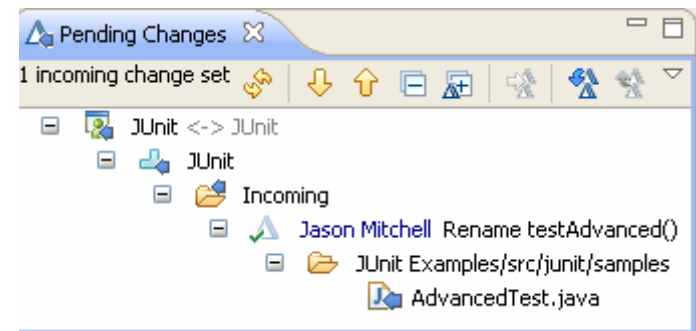 Pending Changes
1 incoming change set
JUnit <-> JUnit
JUnit
Incoming
Jason Mitchell Rename testAdvanced()
JUnit Examples/src/junit/samples
AdvancedTest.java